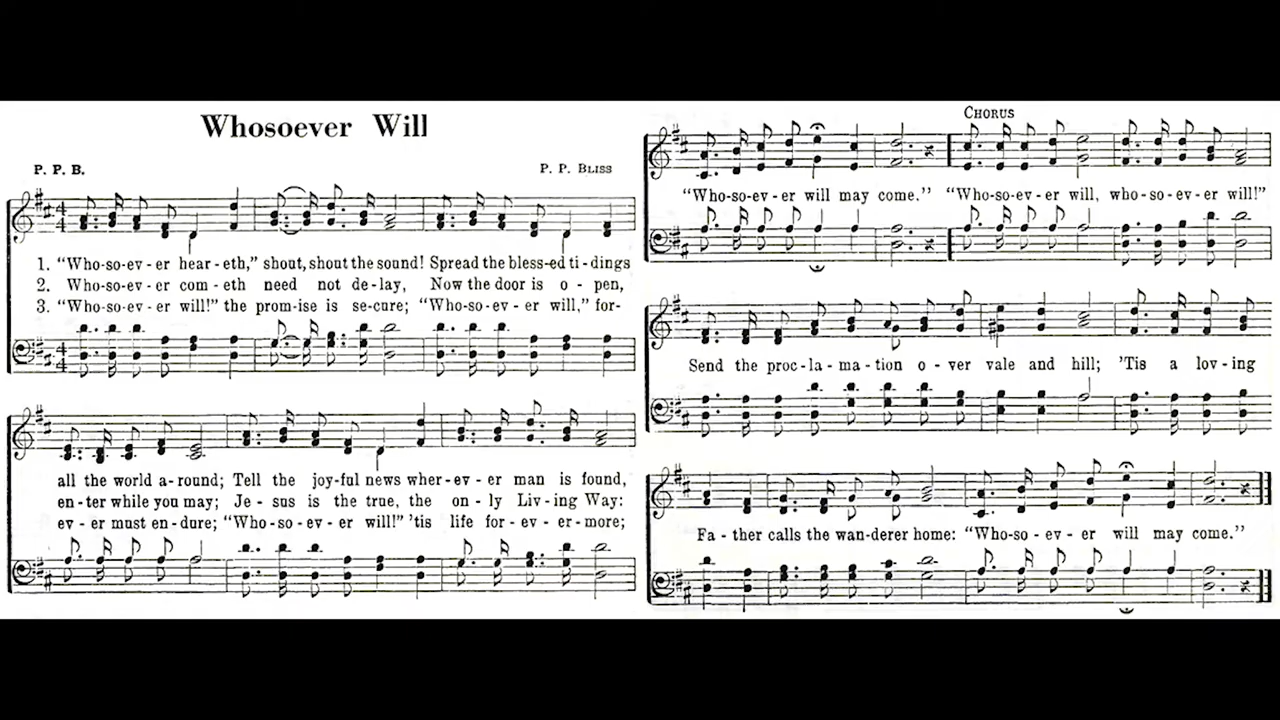 Whosoever Will
P. P. B.
P. P. BLISS
4
4
1. “Who-so-ev-er hear-eth,” shout, shout the sound! Spread the bless-ed ti-dings
2. Who-so-ev-er com-eth need not de-lay, Now the door is o-pen,
3. “Who-so-ev-er will!” the prom-ise is se-cure; “Who-so-ev-er will,” for-
4
4
all the world a-round; Tell the joy-ful news wher-ev-er man is found,
en-ter while you may; Je-sus is the true, the on-ly Liv-ing Way:
ev-er must en-dure; “Who-so-ev-er will!” ’tis life for-ev-er-more;
CHORUS
“Who-so-ev-er will may come.” “Who-so-ev-er will, who-so-ev-er will!”
Send the proc-la-ma-tion o-ver vale and hill; ’Tis a lov-ing
Fa-ther calls the wan-derer home: “Who-so-ev-er will may come.”